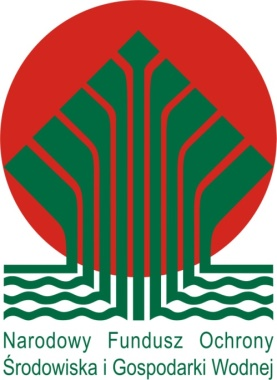 Narodowy Fundusz Ochrony
Środowiska i Gospodarki Wodnej